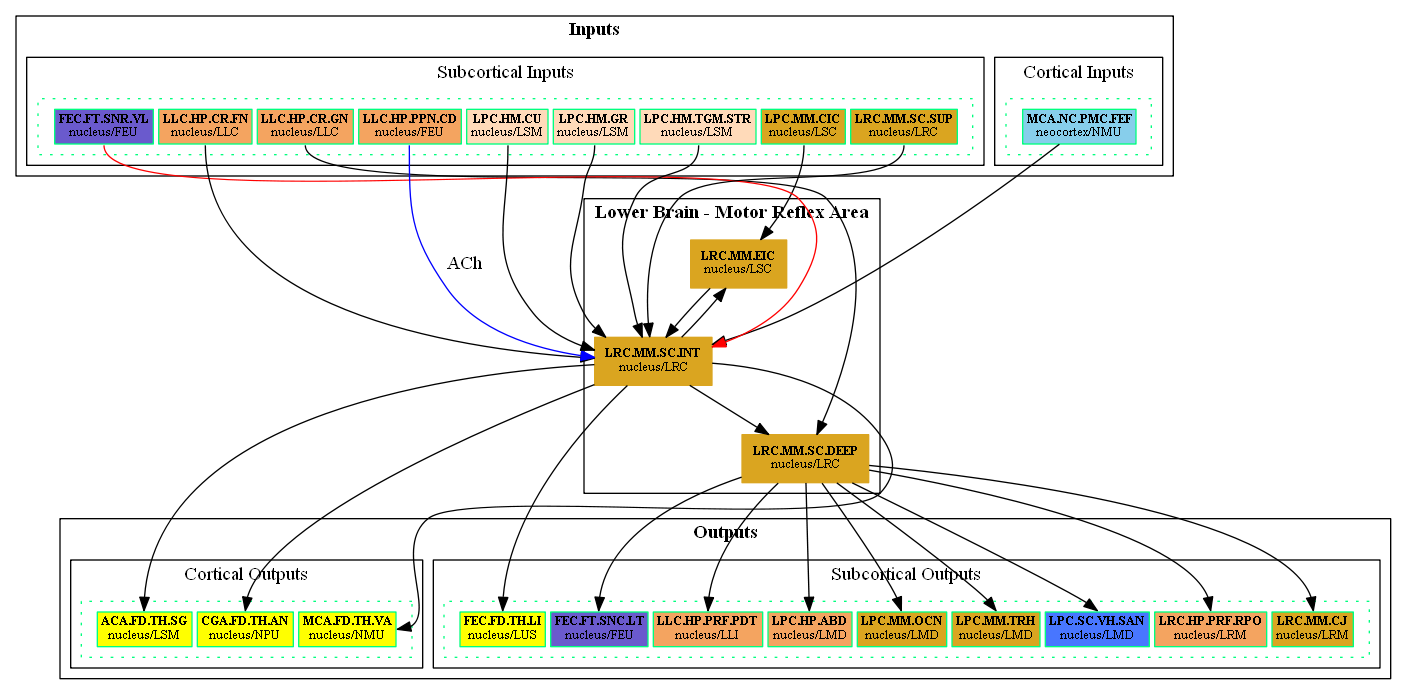 Inputs
Subcortical Inputs
Cortical Inputs
FEC.FT.SNR.VL
nucleus/FEU
LLC.HP.CR.FN
nucleus/LLC
LLC.HP.CR.GN
nucleus/LLC
LLC.HP.PPN.CD
nucleus/FEU
LPC.HM.CU
nucleus/LSM
LPC.HM.GR
nucleus/LSM
LPC.HM.TGM.STR
nucleus/LSM
LPC.MM.CIC
nucleus/LSC
LRC.MM.SC.SUP
nucleus/LRC
MCA.NC.PMC.FEF
neocortex/NMU
Lower Brain - Motor Reflex Area
LRC.MM.EIC
nucleus/LSC
ACh
LRC.MM.SC.INT
nucleus/LRC
LRC.MM.SC.DEEP
nucleus/LRC
Outputs
Cortical Outputs
Subcortical Outputs
ACA.FD.TH.SG
nucleus/LSM
CGA.FD.TH.AN
nucleus/NPU
MCA.FD.TH.VA
nucleus/NMU
FEC.FD.TH.LI
nucleus/LUS
FEC.FT.SNC.LT
nucleus/FEU
LLC.HP.PRF.PDT
nucleus/LLI
LPC.HP.ABD
nucleus/LMD
LPC.MM.OCN
nucleus/LMD
LPC.MM.TRH
nucleus/LMD
LPC.SC.VH.SAN
nucleus/LMD
LRC.HP.PRF.RPO
nucleus/LRM
LRC.MM.CJ
nucleus/LRM